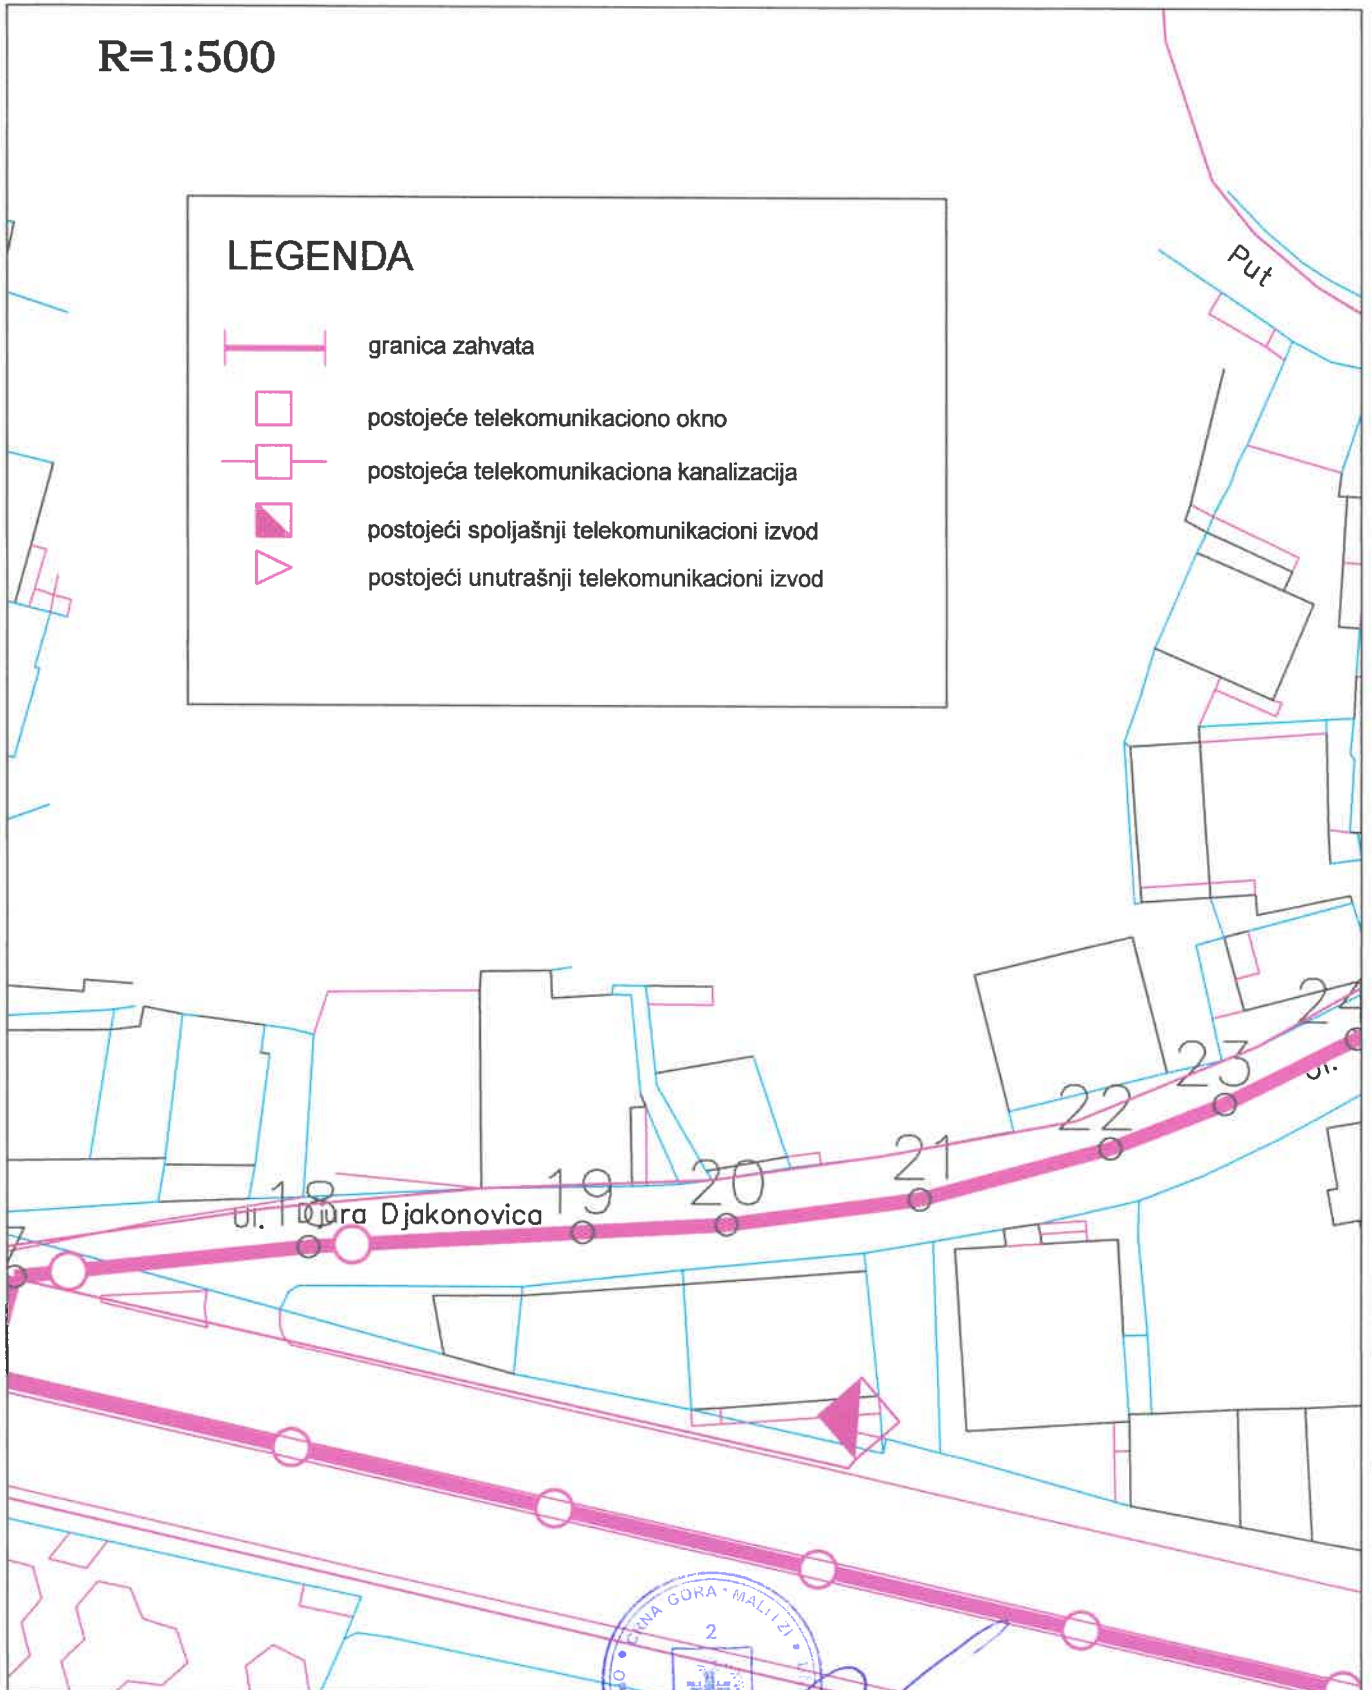 R=1:500
LEGENDA
granica zahvata
postojeće telekomunikaciono okno
postojeća telekomunikaciona kanalizacija
postojeći spoljašnji telekomunikacioni izvod
postojeći unutrašnji telekomunikacioni izvod
Put
23
ul.
22
21
20
19
18
ul. Djura Djakonovica
CRNA GORA
2